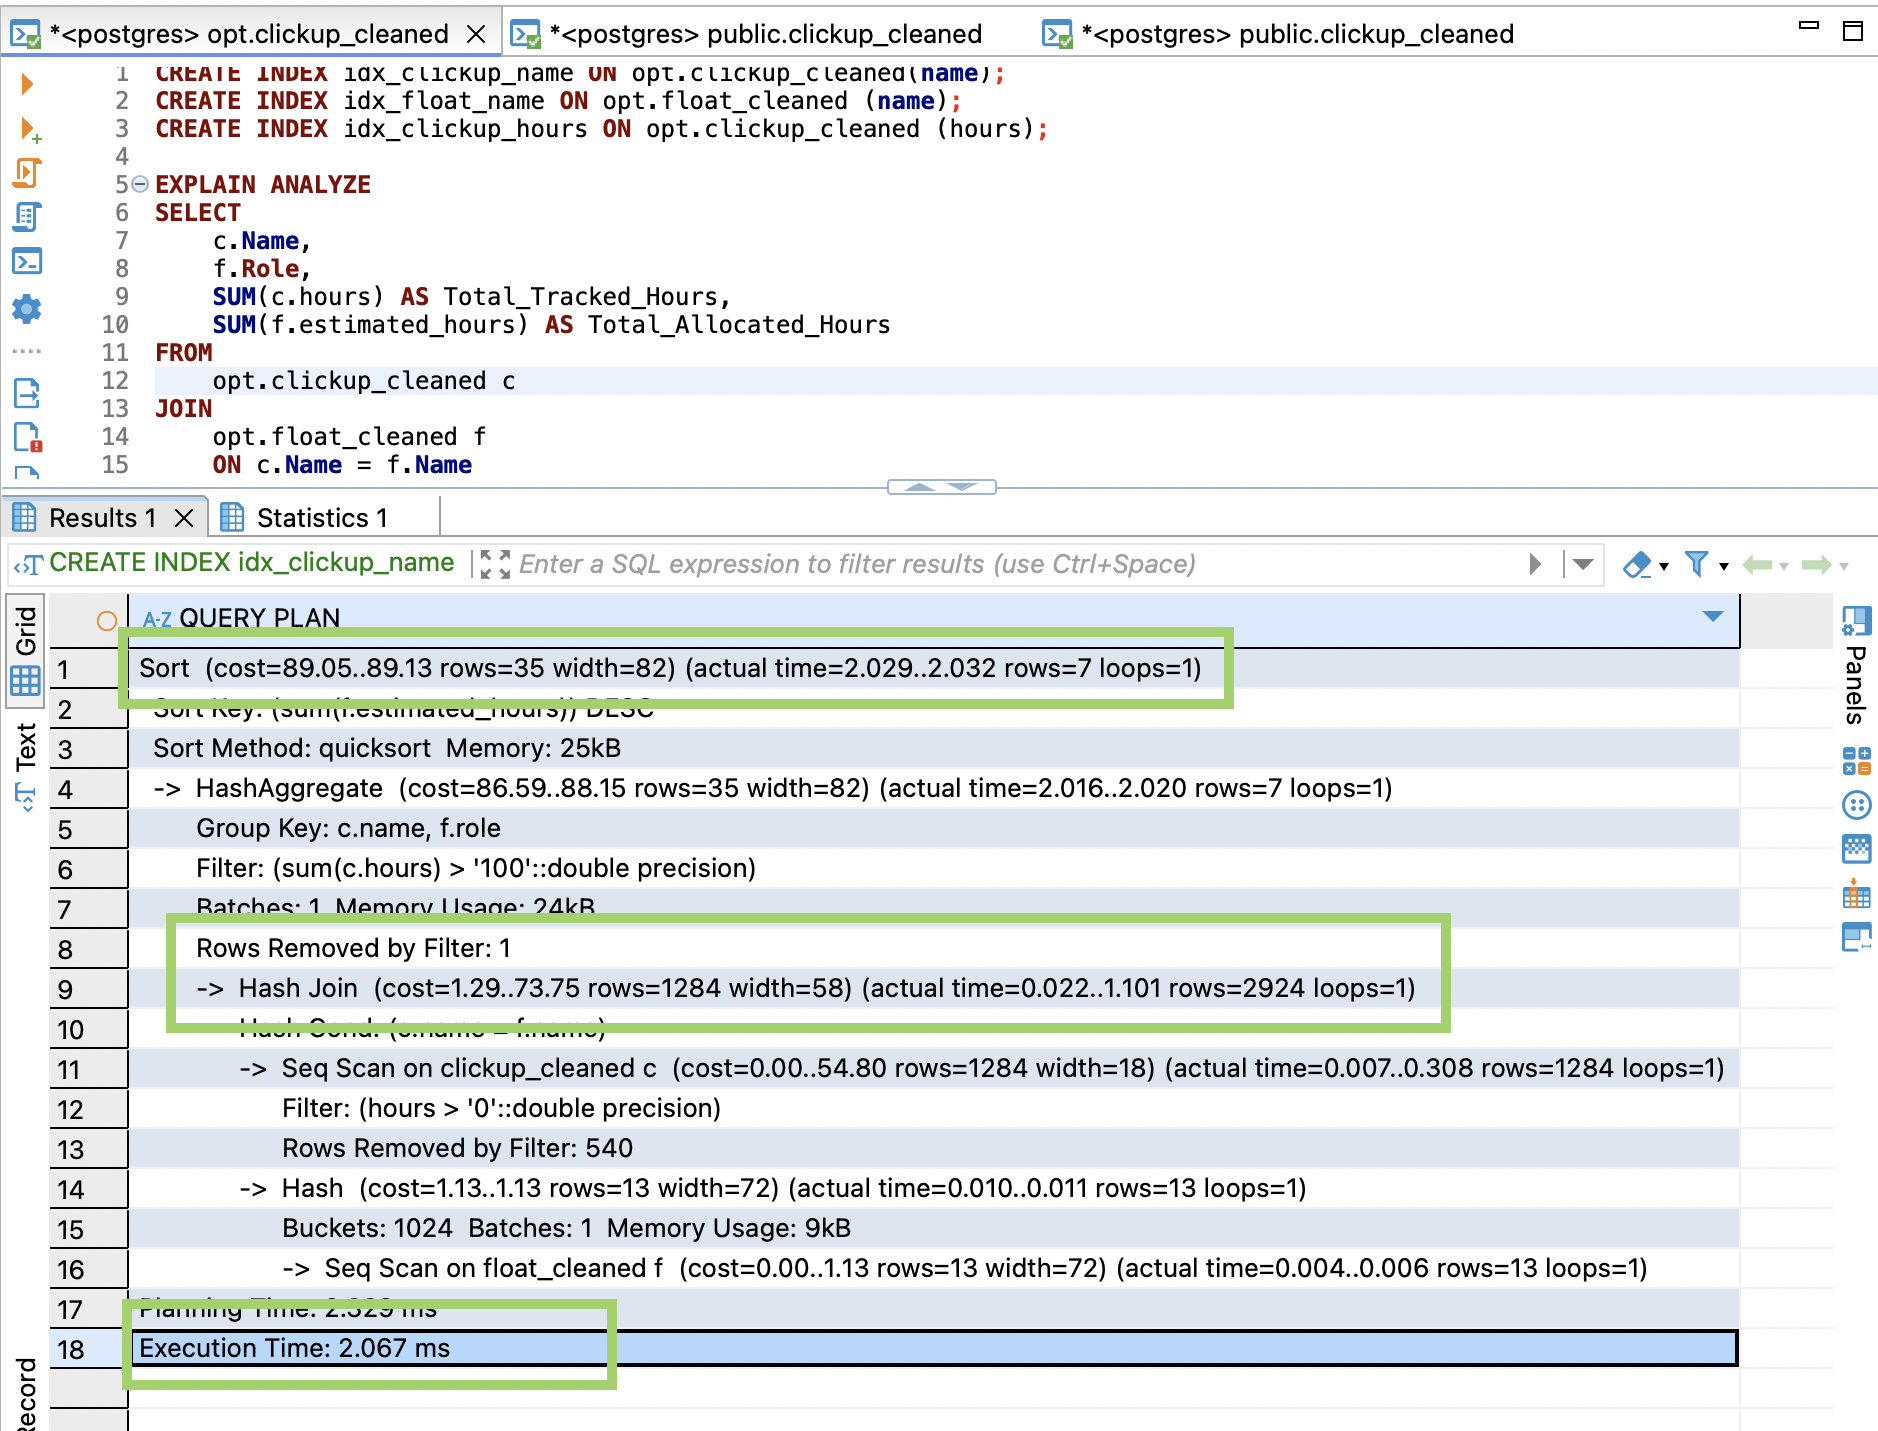 *<postgres> opt.clickup_cleaned
*<postgres> public.clickup_cleaned
*<postgres> public.clickup_cleaned
1 CREATE INDEX idx_clickup_name ON opt.clickup_cleaned(name);
2 CREATE INDEX idx_float_name ON opt.float_cleaned (name);
3 CREATE INDEX idx_clickup_hours ON opt.clickup_cleaned (hours);
4
5 EXPLAIN ANALYZE
6 SELECT
7 c.Name,
8 f.Role,
9 SUM(c.hours) AS Total_Tracked_Hours,
10 SUM(f.estimated_hours) AS Total_Allocated_Hours
11 FROM
12 opt.clickup_cleaned c
13 JOIN
14 opt.float_cleaned f
15 ON c.Name = f.Name
Results 1
Statistics 1
CREATE INDEX idx_clickup_name
Enter a SQL expression to filter results (use Ctrl+Space)
Grid
Text
Record
Panels
A-Z QUERY PLAN
1 Sort (cost=89.05..89.13 rows=35 width=82) (actual time=2.029..2.032 rows=7 loops=1)
2 Sort Key: (sum(f.estimated_hours)) DESC
3 Sort Method: quicksort Memory: 25kB
4 -> HashAggregate (cost=86.59..88.15 rows=35 width=82) (actual time=2.016..2.020 rows=7 loops=1)
5 Group Key: c.name, f.role
6 Filter: (sum(c.hours) > '100'::double precision)
7 Batches: 1 Memory Usage: 24kB
8 Rows Removed by Filter: 1
9 -> Hash Join (cost=1.29..73.75 rows=1284 width=58) (actual time=0.022..1.101 rows=2924 loops=1)
10 Hash Cond: (c.name = f.name)
11 -> Seq Scan on clickup_cleaned c (cost=0.00..54.80 rows=1284 width=18) (actual time=0.007..0.308 rows=1284 loops=1)
12 Filter: (hours > '0'::double precision)
13 Rows Removed by Filter: 540
14 -> Hash (cost=1.13..1.13 rows=13 width=72) (actual time=0.010..0.011 rows=13 loops=1)
15 Buckets: 1024 Batches: 1 Memory Usage: 9kB
16 -> Seq Scan on float_cleaned f (cost=0.00..1.13 rows=13 width=72) (actual time=0.004..0.006 rows=13 loops=1)
17 Planning Time: 2.329 ms
18 Execution Time: 2.067 ms